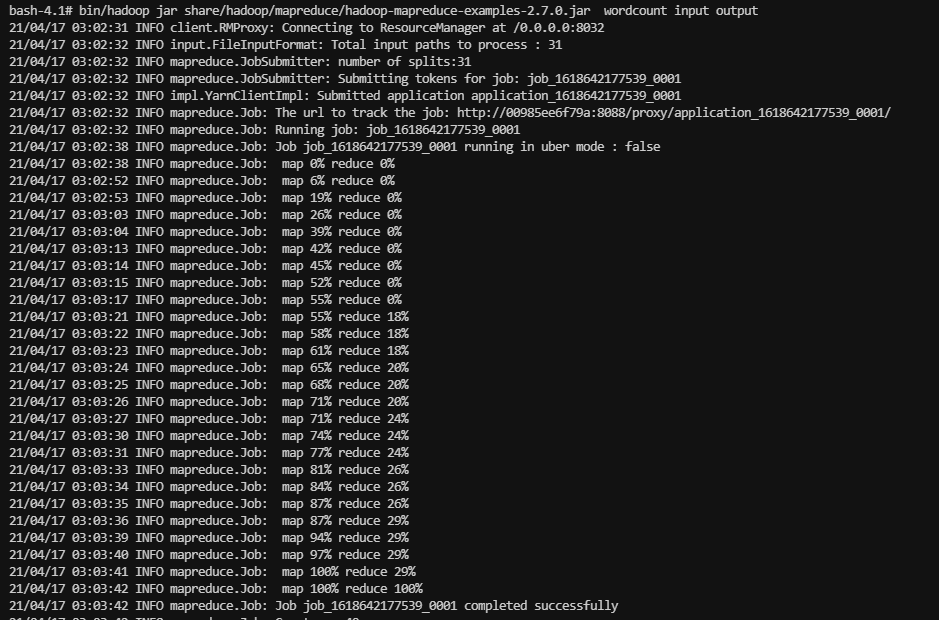 bash-4.1# bin/hadoop jar share/hadoop/mapreduce/hadoop-mapreduce-examples-2.7.0.jar  wordcount input output
21/04/17 03:02:31 INFO client.RMProxy: Connecting to ResourceManager at /0.0.0.0:8032
21/04/17 03:02:32 INFO input.FileInputFormat: Total input paths to process : 31
21/04/17 03:02:32 INFO mapreduce.JobSubmitter: number of splits:31
21/04/17 03:02:32 INFO mapreduce.JobSubmitter: Submitting tokens for job: job_1618642177539_0001
21/04/17 03:02:32 INFO impl.YarnClientImpl: Submitted application application_1618642177539_0001
21/04/17 03:02:32 INFO mapreduce.Job: The url to track the job: http://00985ee6f79a:8088/proxy/application_1618642177539_0001/
21/04/17 03:02:32 INFO mapreduce.Job: Running job: job_1618642177539_0001
21/04/17 03:02:38 INFO mapreduce.Job: Job job_1618642177539_0001 running in uber mode : false
21/04/17 03:02:38 INFO mapreduce.Job:  map 0% reduce 0%
21/04/17 03:02:52 INFO mapreduce.Job:  map 6% reduce 0%
21/04/17 03:02:53 INFO mapreduce.Job:  map 19% reduce 0%
21/04/17 03:03:03 INFO mapreduce.Job:  map 26% reduce 0%
21/04/17 03:03:04 INFO mapreduce.Job:  map 39% reduce 0%
21/04/17 03:03:13 INFO mapreduce.Job:  map 42% reduce 0%
21/04/17 03:03:14 INFO mapreduce.Job:  map 45% reduce 0%
21/04/17 03:03:15 INFO mapreduce.Job:  map 52% reduce 0%
21/04/17 03:03:17 INFO mapreduce.Job:  map 55% reduce 0%
21/04/17 03:03:21 INFO mapreduce.Job:  map 55% reduce 18%
21/04/17 03:03:22 INFO mapreduce.Job:  map 58% reduce 18%
21/04/17 03:03:23 INFO mapreduce.Job:  map 61% reduce 18%
21/04/17 03:03:24 INFO mapreduce.Job:  map 65% reduce 20%
21/04/17 03:03:25 INFO mapreduce.Job:  map 68% reduce 20%
21/04/17 03:03:26 INFO mapreduce.Job:  map 71% reduce 20%
21/04/17 03:03:27 INFO mapreduce.Job:  map 71% reduce 24%
21/04/17 03:03:30 INFO mapreduce.Job:  map 74% reduce 24%
21/04/17 03:03:31 INFO mapreduce.Job:  map 77% reduce 24%
21/04/17 03:03:33 INFO mapreduce.Job:  map 81% reduce 26%
21/04/17 03:03:34 INFO mapreduce.Job:  map 84% reduce 26%
21/04/17 03:03:35 INFO mapreduce.Job:  map 87% reduce 26%
21/04/17 03:03:36 INFO mapreduce.Job:  map 87% reduce 29%
21/04/17 03:03:39 INFO mapreduce.Job:  map 94% reduce 29%
21/04/17 03:03:40 INFO mapreduce.Job:  map 97% reduce 29%
21/04/17 03:03:41 INFO mapreduce.Job:  map 100% reduce 29%
21/04/17 03:03:42 INFO mapreduce.Job:  map 100% reduce 100%
21/04/17 03:03:42 INFO mapreduce.Job: Job job_1618642177539_0001 completed successfully